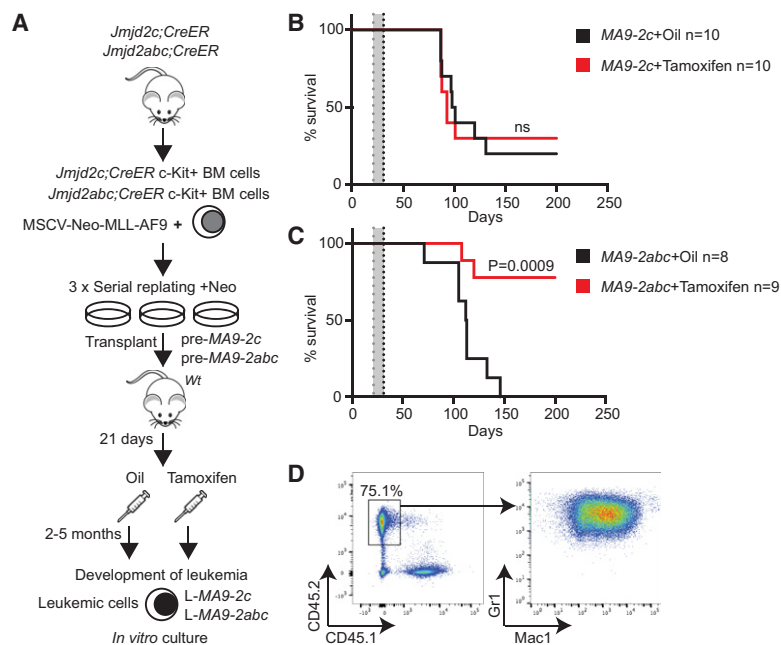 A
Jmjd2c;CreER
Jmjd2abc;CreER
Jmjd2c;CreER c-Kit+ BM cells
Jmjd2abc;CreER c-Kit+ BM cells
MSCV-Neo-MLL-AF9 +
3 x Serial replating +Neo
Transplant
pre-MA9-2c
pre-MA9-2abc
Wt
21 days
Oil
Tamoxifen
2-5 months
Development of leukemia
Leukemic cells
L-MA9-2c
L-MA9-2abc
In vitro culture
B
% survival
100
50
0
0 50 100 150 200 250
Days
ns
MA9-2c+Oil n=10
MA9-2c+Tamoxifen n=10
C
% survival
100
50
0
0 50 100 150 200 250
Days
P=0.0009
MA9-2abc+Oil n=8
MA9-2abc+Tamoxifen n=9
D
75.1%
CD45.2
CD45.1
Gr1
Mac1